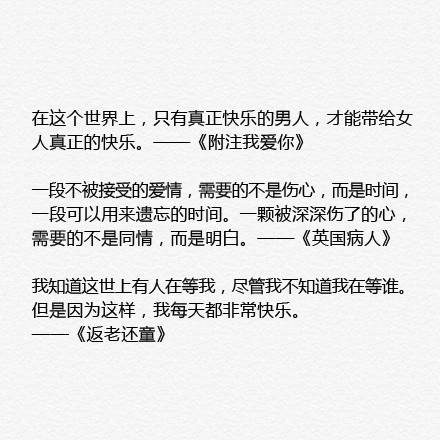 在这个世界上，只有真正快乐的男人，才能带给女
人真正的快乐。——《附注我爱你》
一段不被接受的爱情，需要的不是伤心，而是时间，
一段可以用来遗忘的时间。一颗被深深伤了的心，
需要的不是同情，而是明白。——《英国病人》
我知道这世上有人在等我，尽管我不知道我在等谁。
但是因为这样，我每天都非常快乐。
——《返老还童》